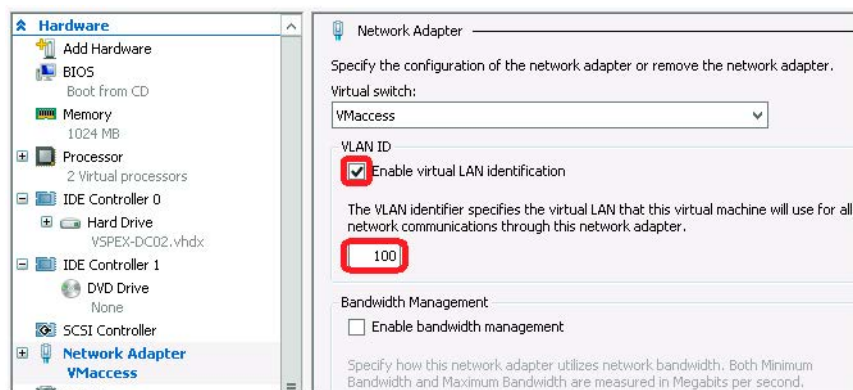 Hardware
Add Hardware
BIOS
Boot from CD
Memory
1024 MB
Processor
2 Virtual processors
IDE Controller 0
Hard Drive
VSPEX-DC02.vhdx
IDE Controller 1
DVD Drive
None
SCSI Controller
Network Adapter
VMaccess
Network Adapter
Specify the configuration of the network adapter or remove the network adapter.
Virtual switch:
VMaccess
VLAN ID
Enable virtual LAN identification
The VLAN identifier specifies the virtual LAN that this virtual machine will use for all
network communications through this network adapter.
100
Bandwidth Management
Enable bandwidth management
Specify how this network adapter utilizes network bandwidth. Both Minimum
Bandwidth and Maximum Bandwidth are measured in Megabits per second.